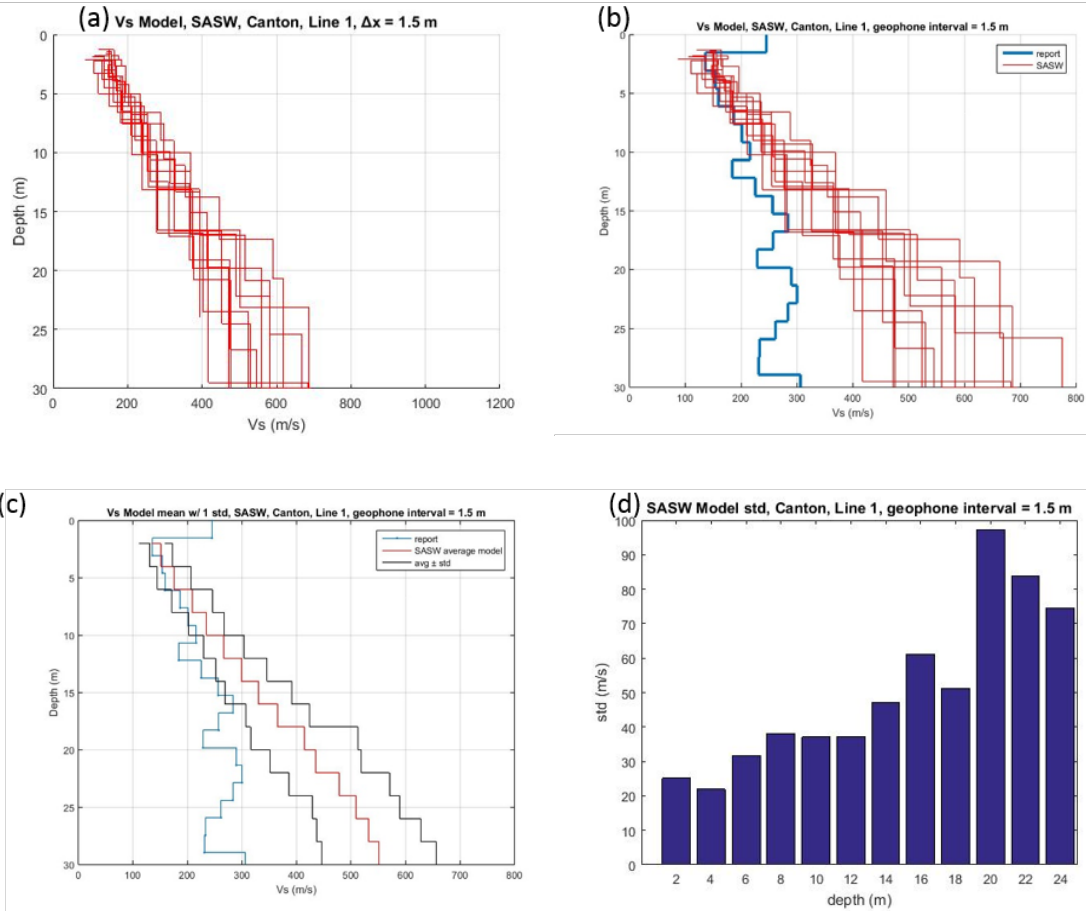 (a)
Vs Model, SASW, Canton, Line 1, Δx = 1.5 m
0
5
10
15
20
25
30
Depth (m)
0 200 400 600 800 1000 1200
Vs (m/s)
(b)
Vs Model, SASW, Canton, Line 1, geophone interval = 1.5 m
report
SASW
0
5
10
15
20
25
30
Depth (m)
0 100 200 300 400 500 600 700 800
Vs (m/s)
(c)
Vs Model mean w/ 1 std, SASW, Canton, Line 1, geophone interval = 1.5 m
report
SASW average model
avg ± std
0
5
10
15
20
25
30
Depth (m)
0 100 200 300 400 500 600 700 800
Vs (m/s)
(d)
SASW Model std, Canton, Line 1, geophone interval = 1.5 m
100
90
80
70
60
50
40
30
20
10
0
std (m/s)
2 4 6 8 10 12 14 16 18 20 22 24
depth (m)